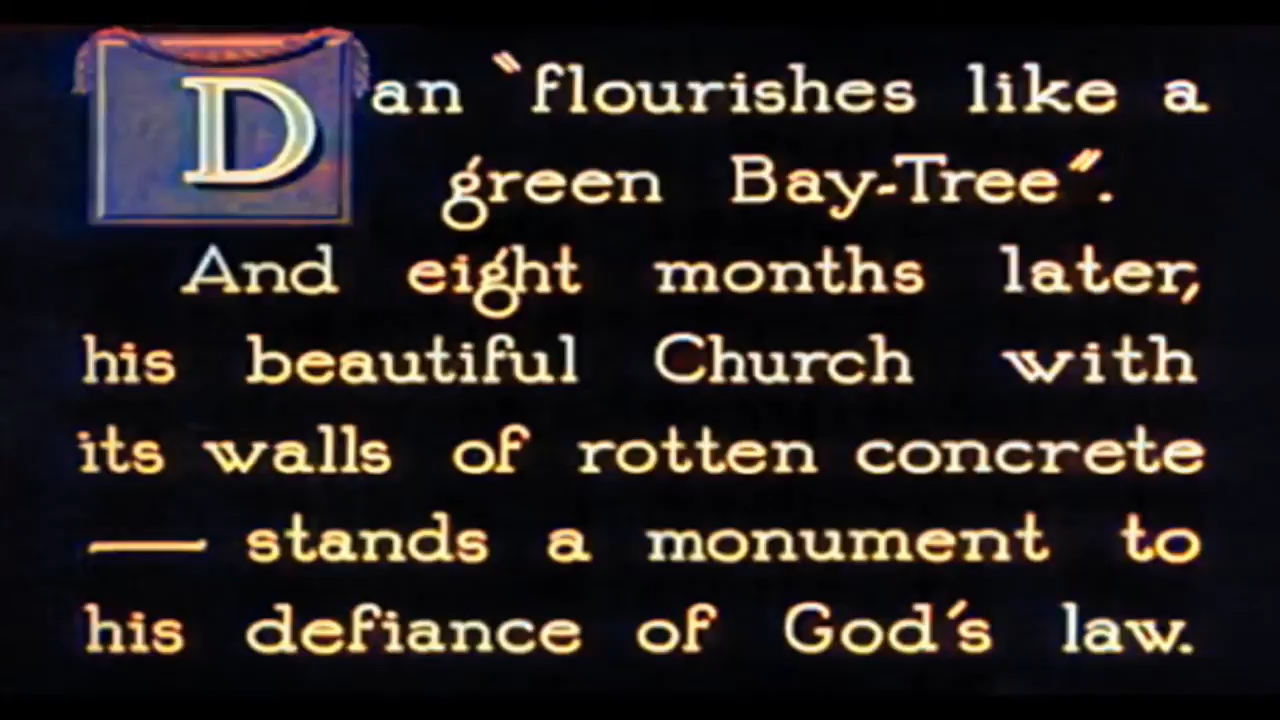 Dan "flourishes like a
green Bay-Tree".
And eight months later,
his beautiful Church with
its walls of rotten concrete
— stands a monument to
his defiance of God's law.